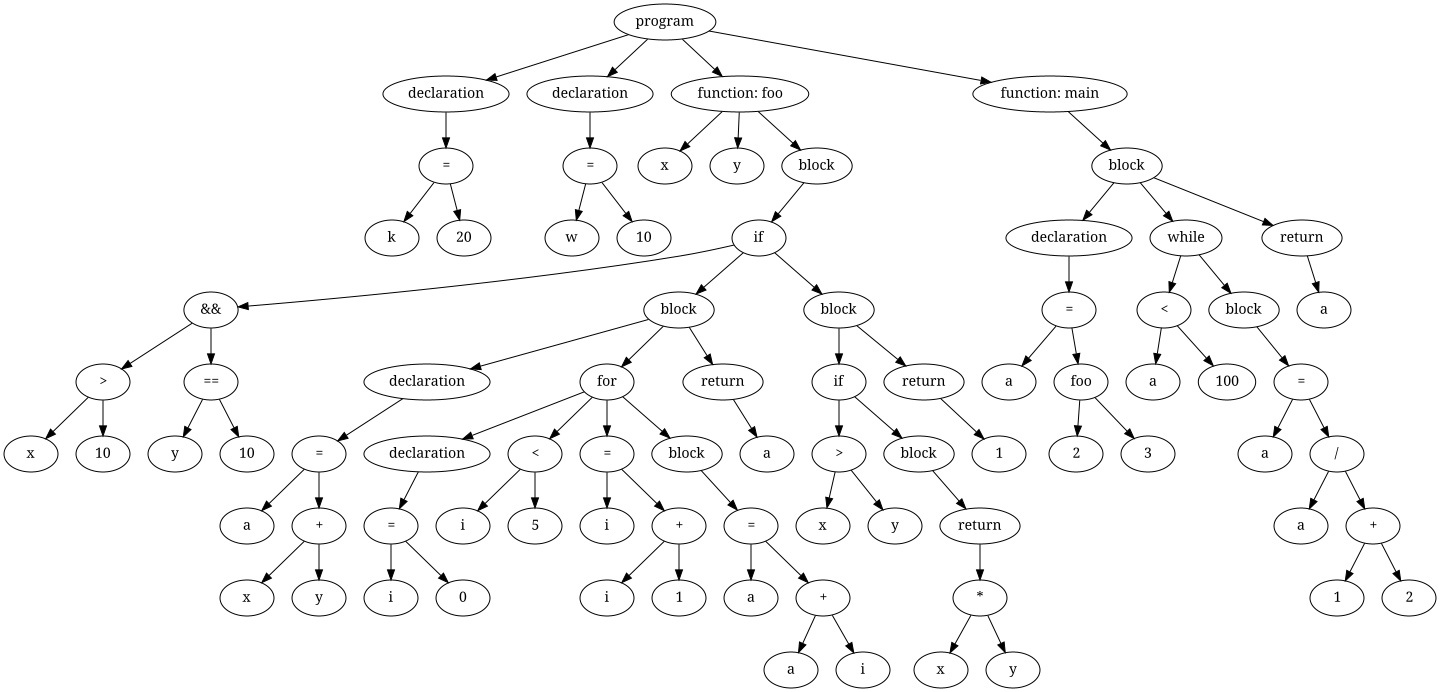 program
declaration declaration function: foo function: main
= = x y block block
k 20 w 10 if declaration while return
&& block block = < block a
> == declaration for return if return a foo a 100 =
x 10 y 10 = declaration < = block a > block 1 2 3 a /
a + = i 5 i + = x y return a +
x y i 0 i 1 a + * 1 2
a i x y